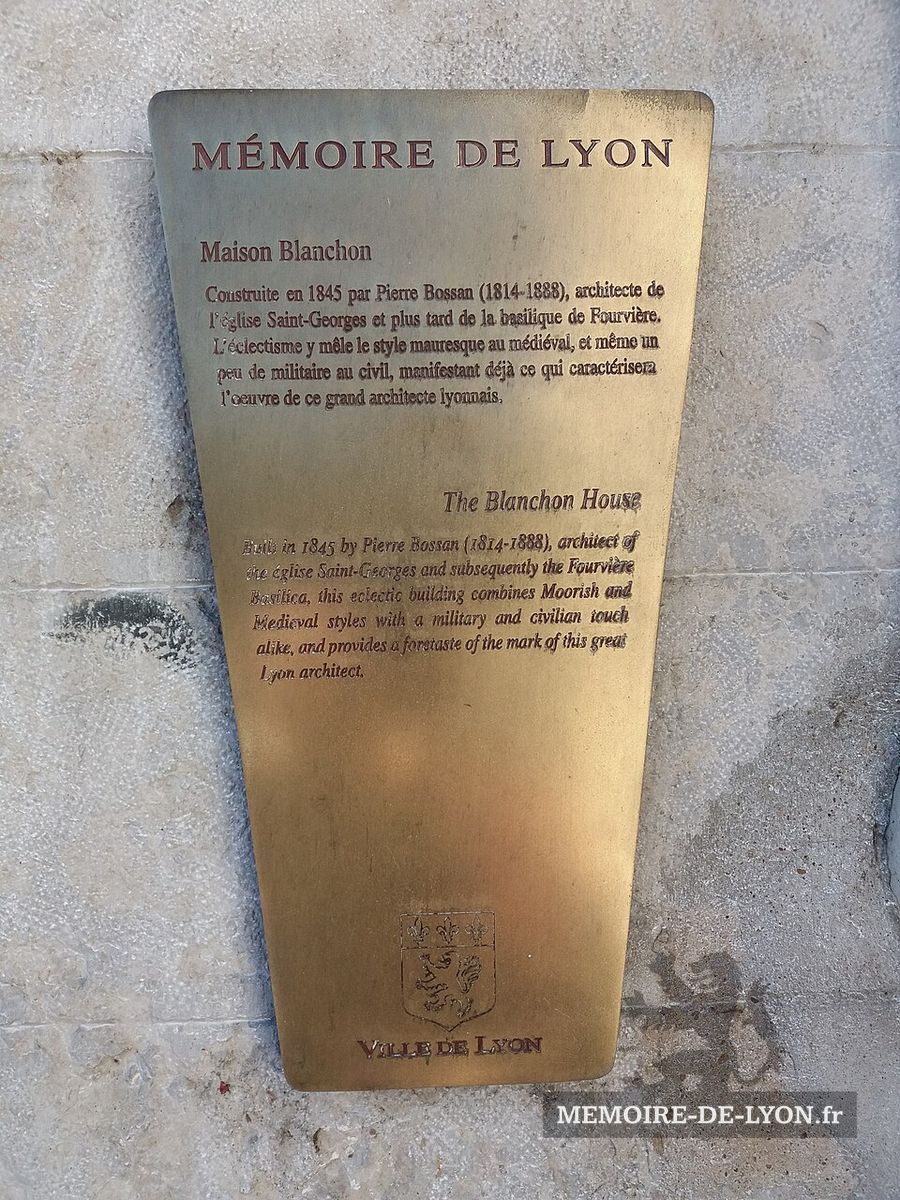 MÉMOIRE DE LYON
Maison Blanchon
Construite en 1845 par Pierre Bossan (1814-1888), architecte de
l'église Saint-Georges et plus tard de la basilique de Fourvière.
L'éclectisme y mêle le style mauresque au médiéval, et même un
peu de militaire au civil, manifestant déjà ce qui caractérisera
l'oeuvre de ce grand architecte lyonnais.
The Blanchon House
Built in 1845 by Pierre Bossan (1814-1888), architect of
the église Saint-Georges and subsequently the Fourvière
Basilica, this eclectic building combines Moorish and
Medieval styles with a military and civilian touch
alike, and provides a foretaste of the mark of this great
Lyon architect.
VILLE DE LYON
MEMOIRE-DE-LYON.fr